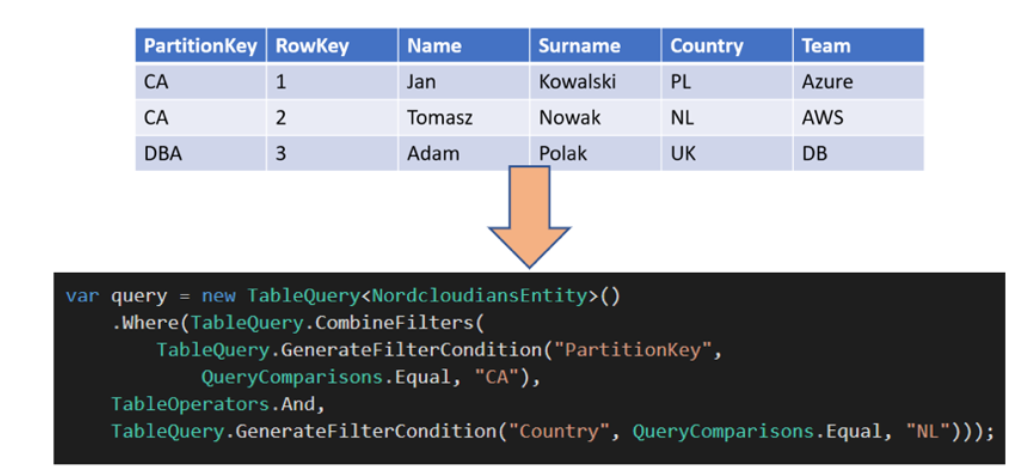 PartitionKey RowKey Name Surname Country Team
CA 1 Jan Kowalski PL Azure
CA 2 Tomasz Nowak NL AWS
DBA 3 Adam Polak UK DB
var query = new TableQuery<NordcloudiansEntity>()
.Where(TableQuery.CombineFilters(
TableQuery.GenerateFilterCondition("PartitionKey",
QueryComparisons.Equal, "CA"),
TableOperators.And,
TableQuery.GenerateFilterCondition("Country", QueryComparisons.Equal, "NL")));